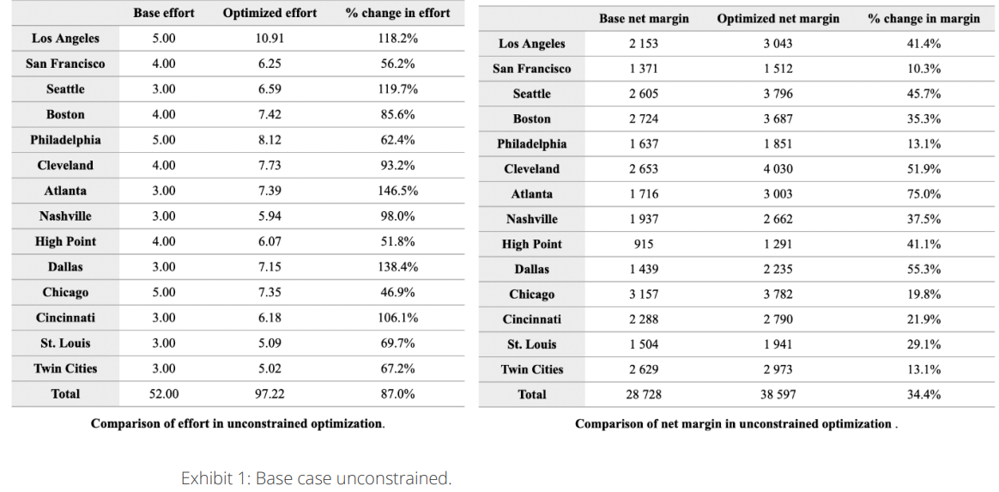 Base effort Optimized effort % change in effort
Los Angeles 5.00 10.91 118.2%
San Francisco 4.00 6.25 56.2%
Seattle 3.00 6.59 119.7%
Boston 4.00 7.42 85.6%
Philadelphia 5.00 8.12 62.4%
Cleveland 4.00 7.73 93.2%
Atlanta 3.00 7.39 146.5%
Nashville 3.00 5.94 98.0%
High Point 4.00 6.07 51.8%
Dallas 3.00 7.15 138.4%
Chicago 5.00 7.35 46.9%
Cincinnati 3.00 6.18 106.1%
St. Louis 3.00 5.09 69.7%
Twin Cities 3.00 5.02 67.2%
Total 52.00 97.22 87.0%
Comparison of effort in unconstrained optimization.
Base net margin Optimized net margin % change in margin
Los Angeles 2 153 3 043 41.4%
San Francisco 1 371 1 512 10.3%
Seattle 2 605 3 796 45.7%
Boston 2 724 3 687 35.3%
Philadelphia 1 637 1 851 13.1%
Cleveland 2 653 4 030 51.9%
Atlanta 1 716 3 003 75.0%
Nashville 1 937 2 662 37.5%
High Point 915 1 291 41.1%
Dallas 1 439 2 235 55.3%
Chicago 3 157 3 782 19.8%
Cincinnati 2 288 2 790 21.9%
St. Louis 1 504 1 941 29.1%
Twin Cities 2 629 2 973 13.1%
Total 28 728 38 597 34.4%
Comparison of net margin in unconstrained optimization .
Exhibit 1: Base case unconstrained.